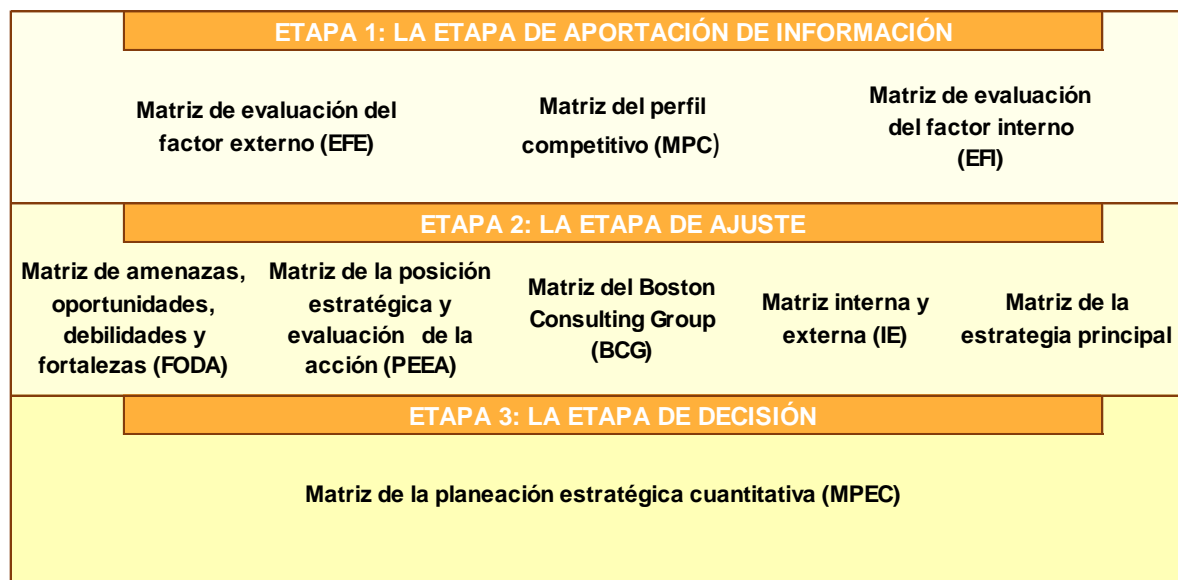 ETAPA 1: LA ETAPA DE APORTACIÓN DE INFORMACIÓN
Matriz de evaluación del
factor externo (EFE)
Matriz del perfil
competitivo (MPC)
Matriz de evaluación
del factor interno
(EFI)
ETAPA 2: LA ETAPA DE AJUSTE
Matriz de amenazas,
oportunidades,
debilidades y
fortalezas (FODA)
Matriz de la posición
estratégica y
evaluación de la
acción (PEEA)
Matriz del Boston
Consulting Group
(BCG)
Matriz interna y
externa (IE)
Matriz de la
estrategia principal
ETAPA 3: LA ETAPA DE DECISIÓN
Matriz de la planeación estratégica cuantitativa (MPEC)